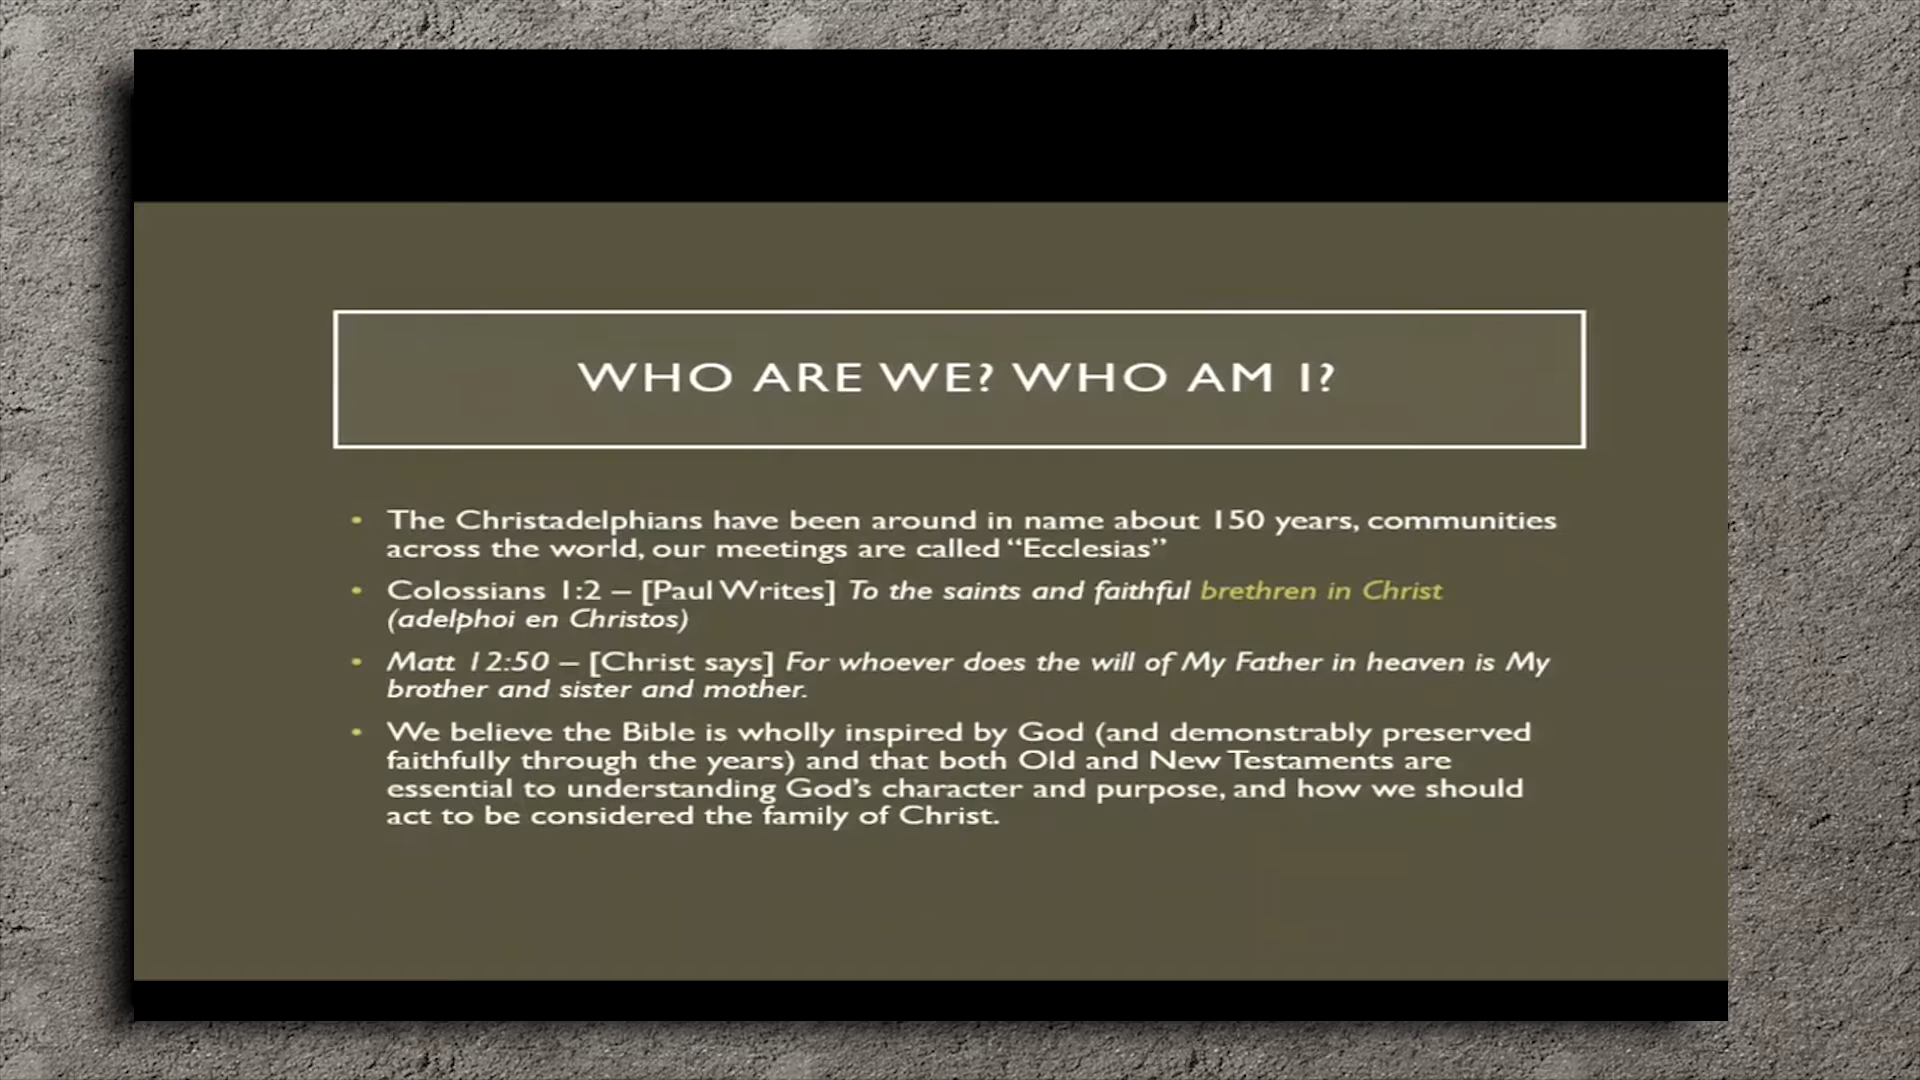 WHO ARE WE? WHO AM I?
• The Christadelphians have been around in name about 150 years, communities
across the world, our meetings are called “Ecclesias”
• Colossians 1:2 – [Paul Writes] To the saints and faithful brethren in Christ
(adelphoi en Christos)
• Matt 12:50 – [Christ says] For whoever does the will of My Father in heaven is My
brother and sister and mother.
• We believe the Bible is wholly inspired by God (and demonstrably preserved
faithfully through the years) and that both Old and New Testaments are
essential to understanding God’s character and purpose, and how we should
act to be considered the family of Christ.